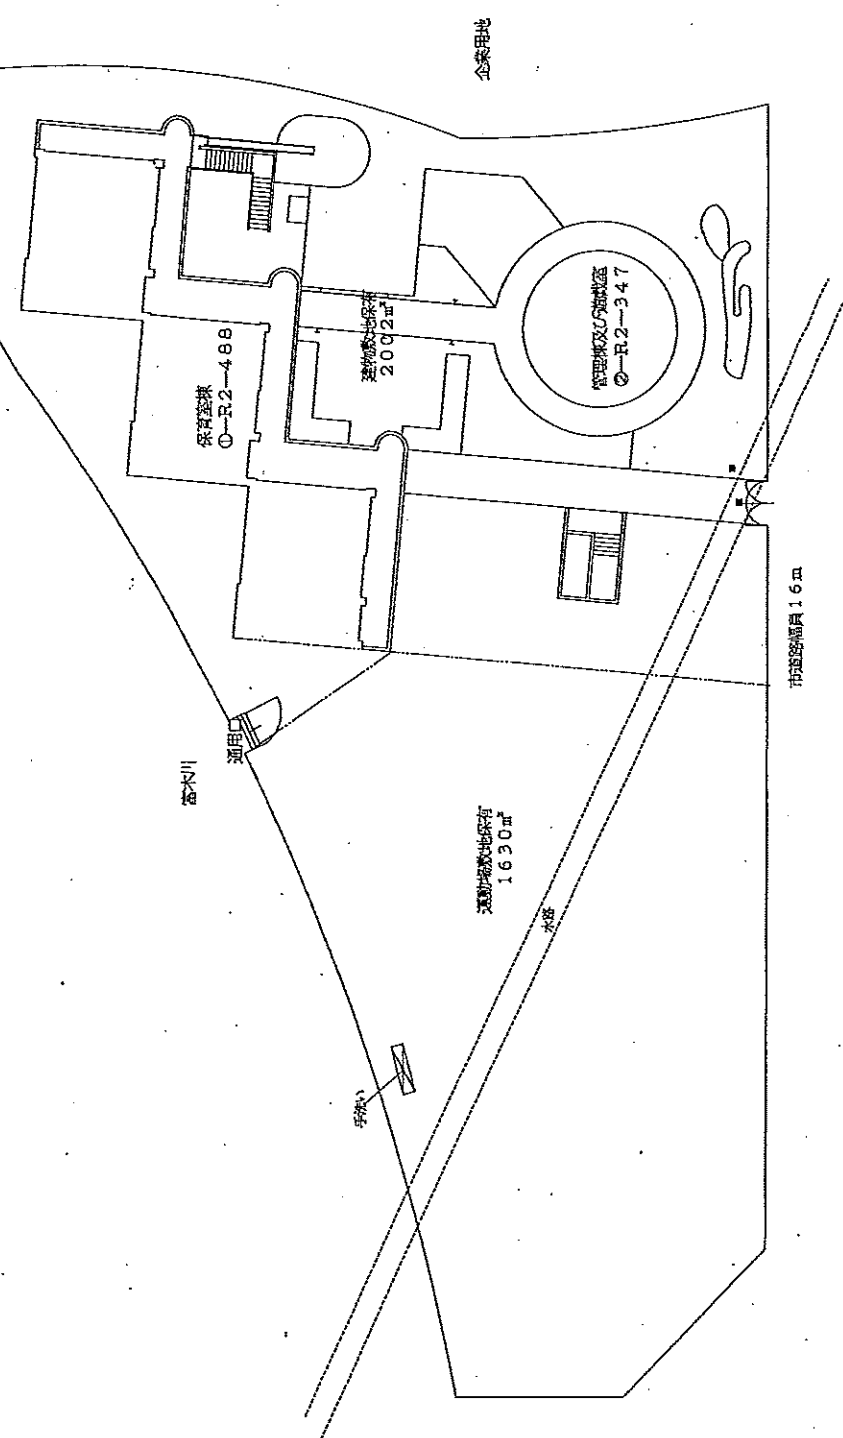 企業用地
管理棟及び遊戯室
②—R2—347
建物敷地保有
2002㎡
保育室棟
①—R2—488
市道路幅員16m
通用口
富木川
運動場敷地保有
1630㎡
水路
手洗い